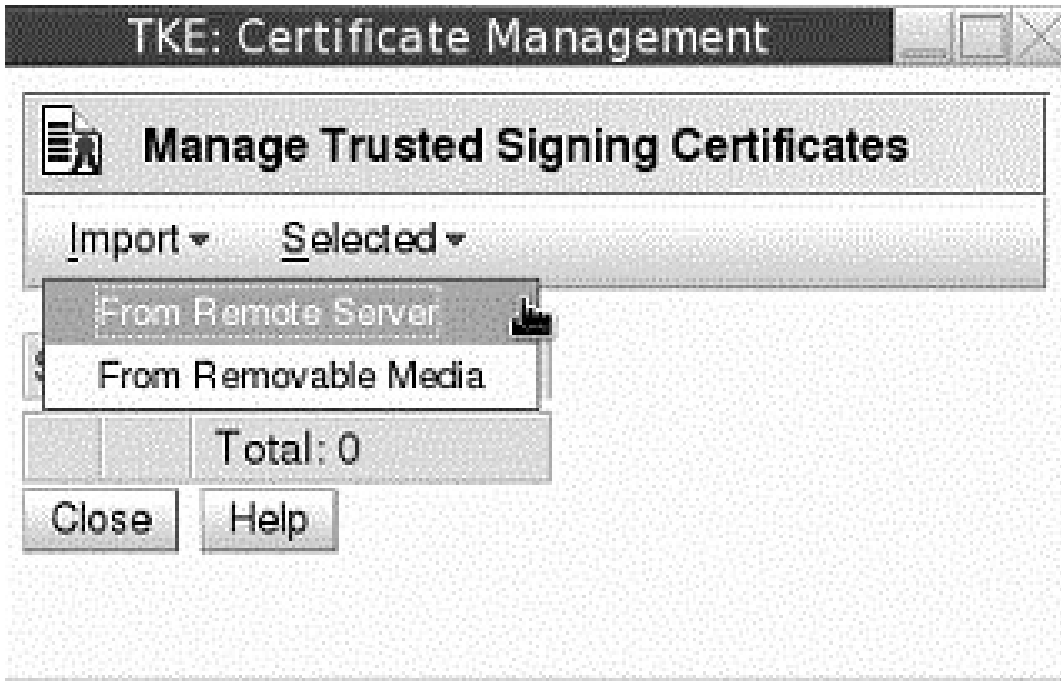 TKE: Certificate Management
Manage Trusted Signing Certificates
Import Selected
From Remote Server
From Removable Media
Total: 0
Close Help